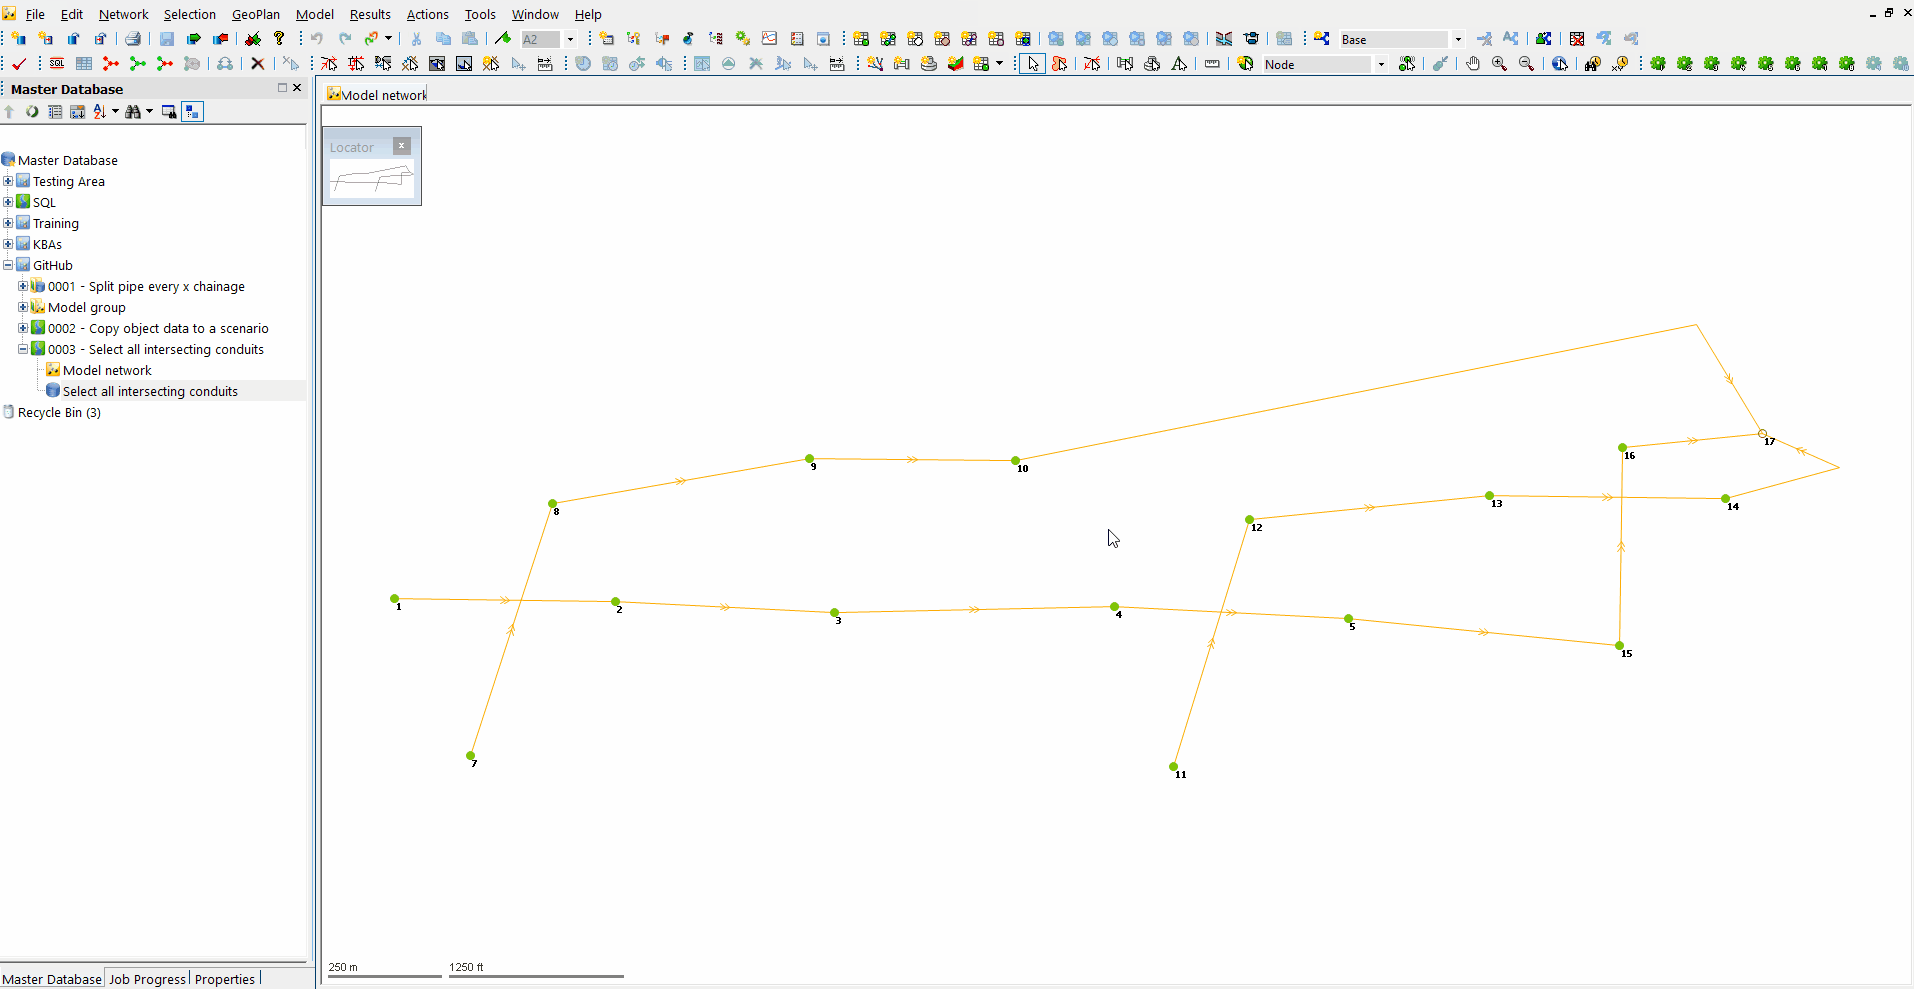 File Edit Network Selection GeoPlan Model Results Actions Tools Window Help
A2 Base
SQL Node
Master Database
Model network
Locator
Master Database
Testing Area
SQL
Training
KBAs
GitHub
0001 - Split pipe every x chainage
Model group
0002 - Copy object data to a scenario
0003 - Select all intersecting conduits
Model network
Select all intersecting conduits
Recycle Bin (3)
17
16
9
10
13
14
8
12
1
2
3
4
5
15
7
11
250 m 1250 ft
Master Database Job Progress Properties